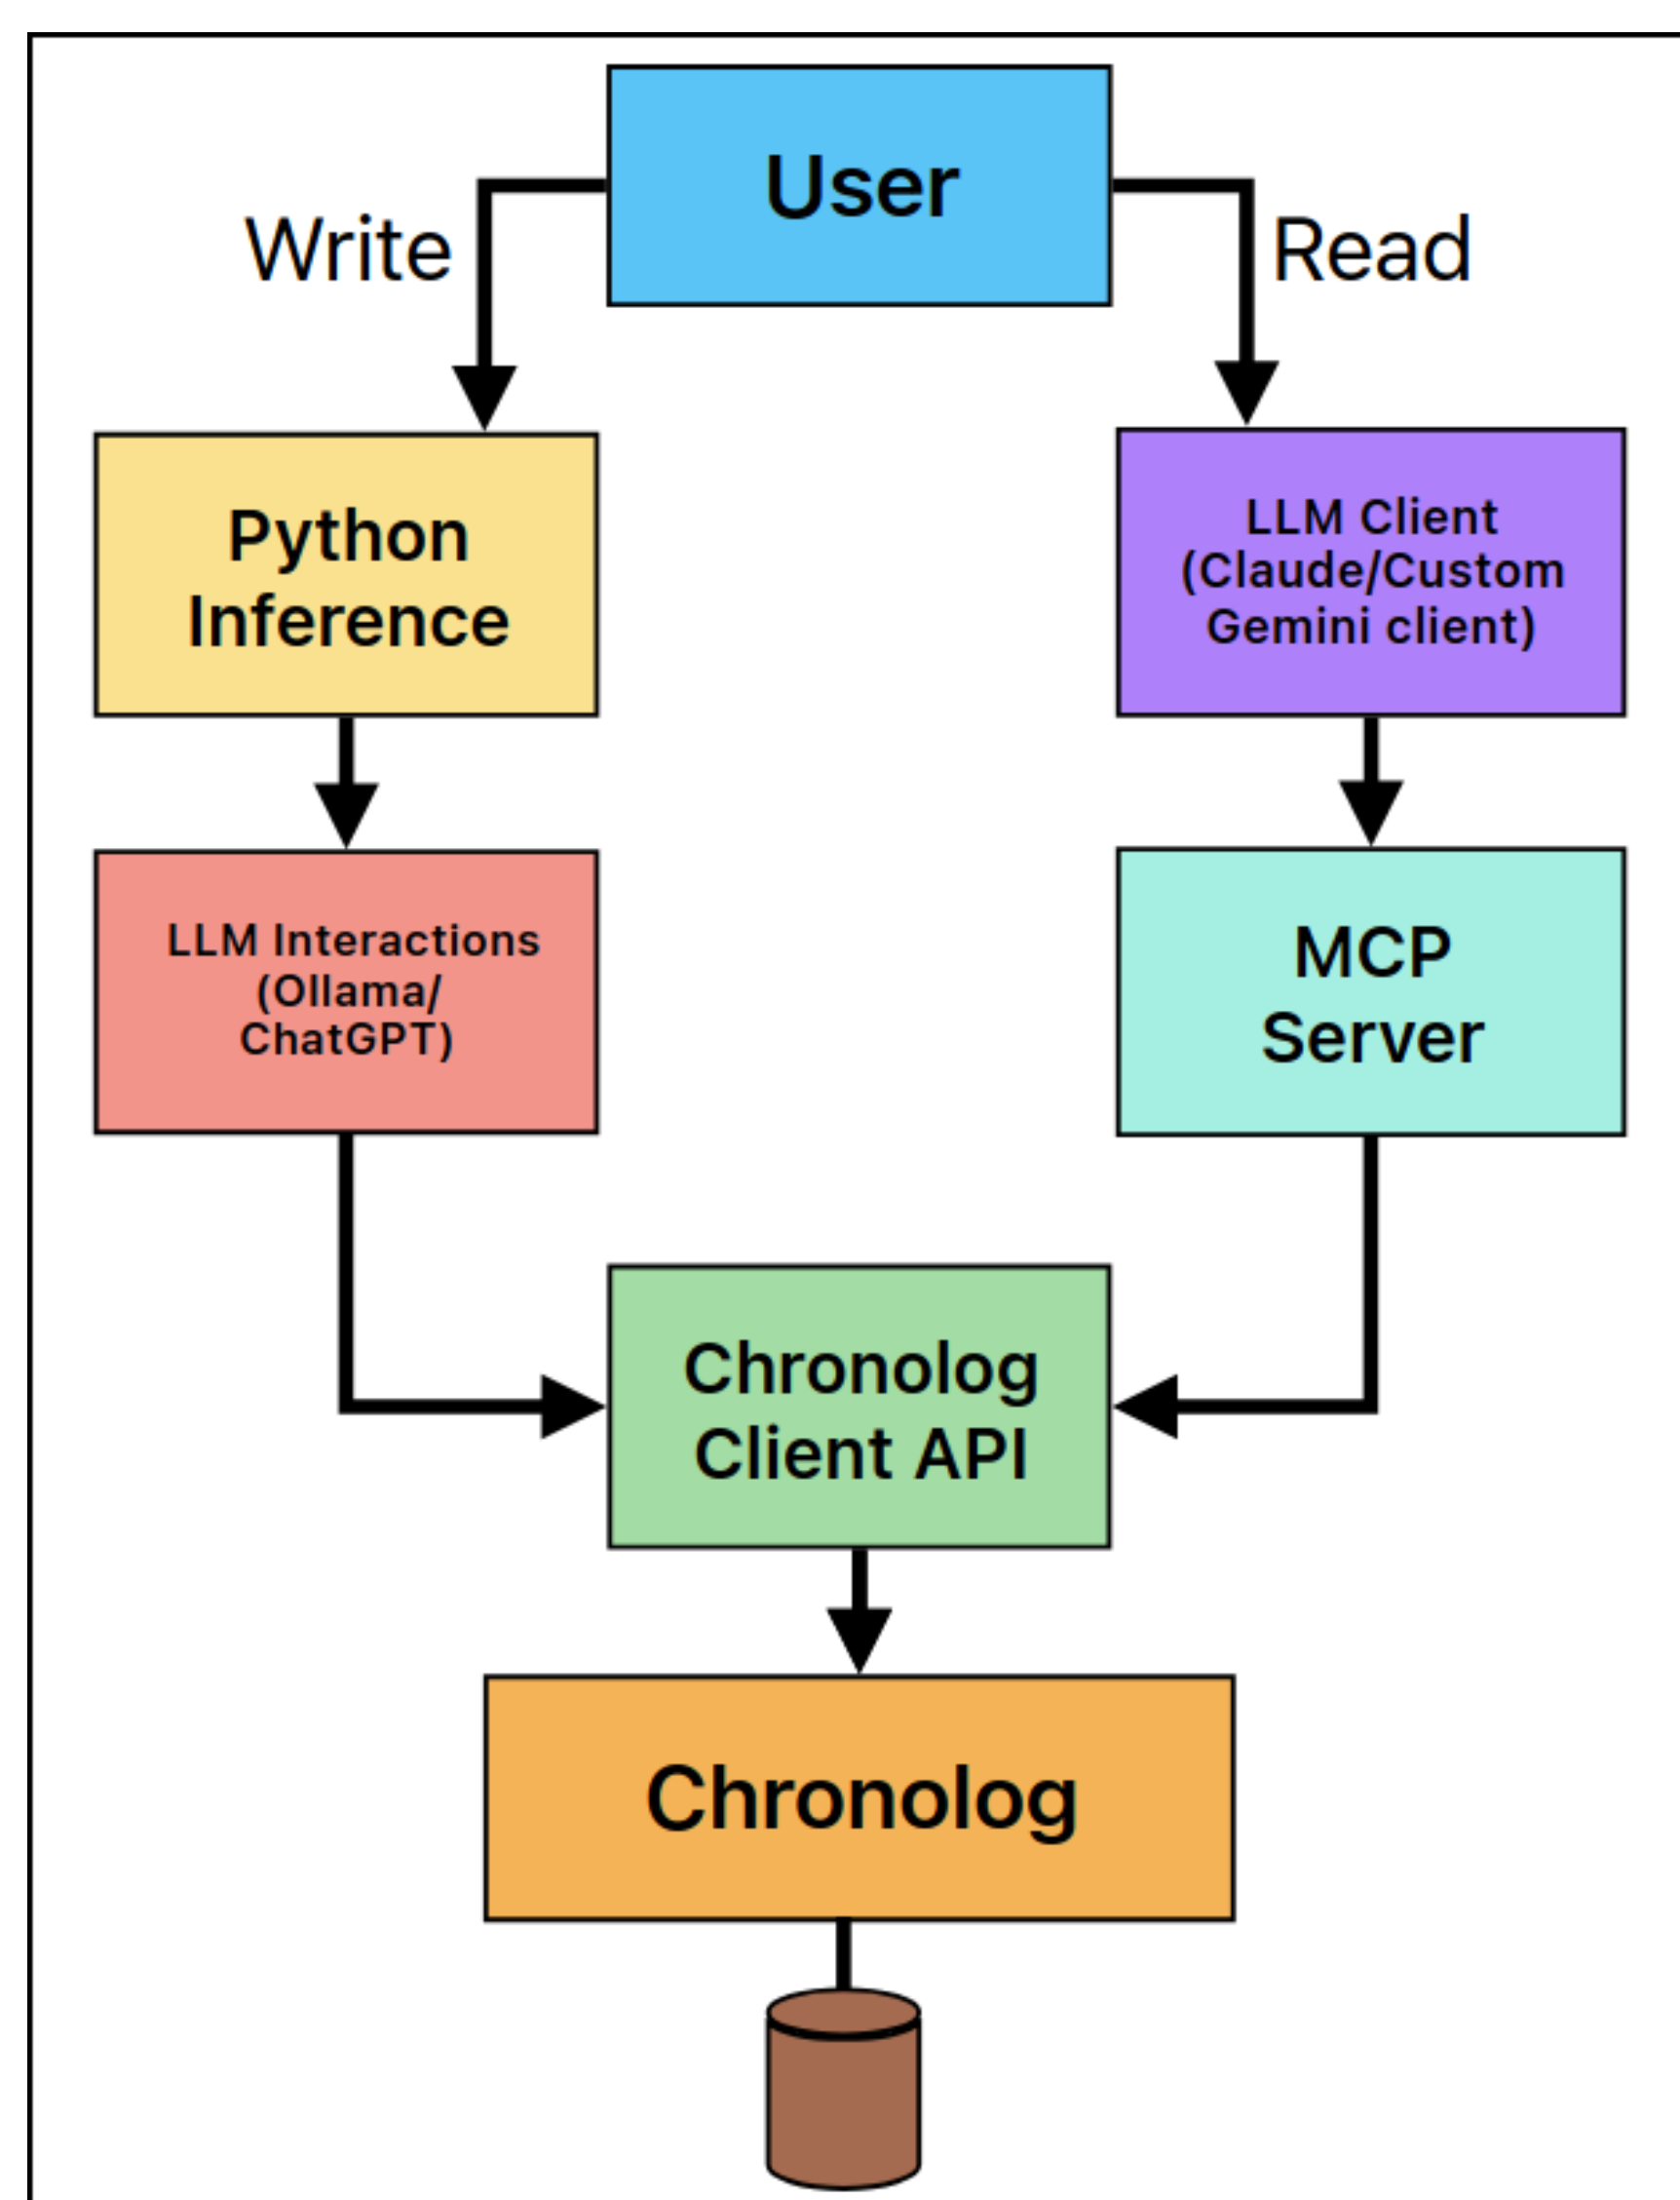 User
Write
Read
Python
Inference
LLM Client
(Claude/Custom
Gemini client)
LLM Interactions
(Ollama/
ChatGPT)
MCP
Server
Chronolog
Client API
Chronolog